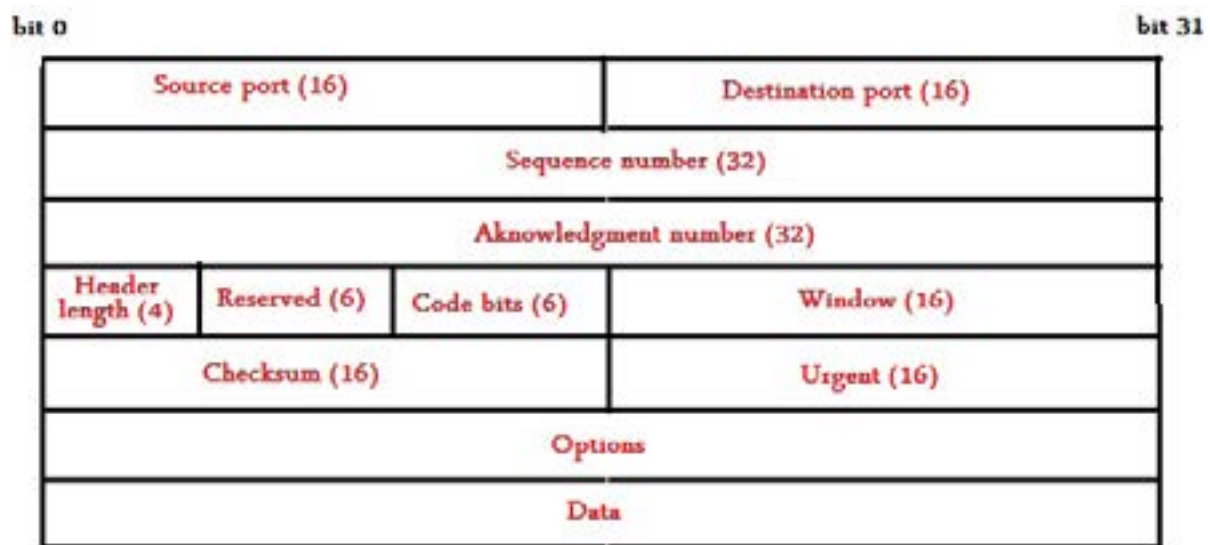 bit 0
bit 31
Source port (16)
Destination port (16)
Sequence number (32)
Aknowledgment number (32)
Header
length (4)
Reserved (6)
Code bits (6)
Window (16)
Checksum (16)
Urgent (16)
Options
Data